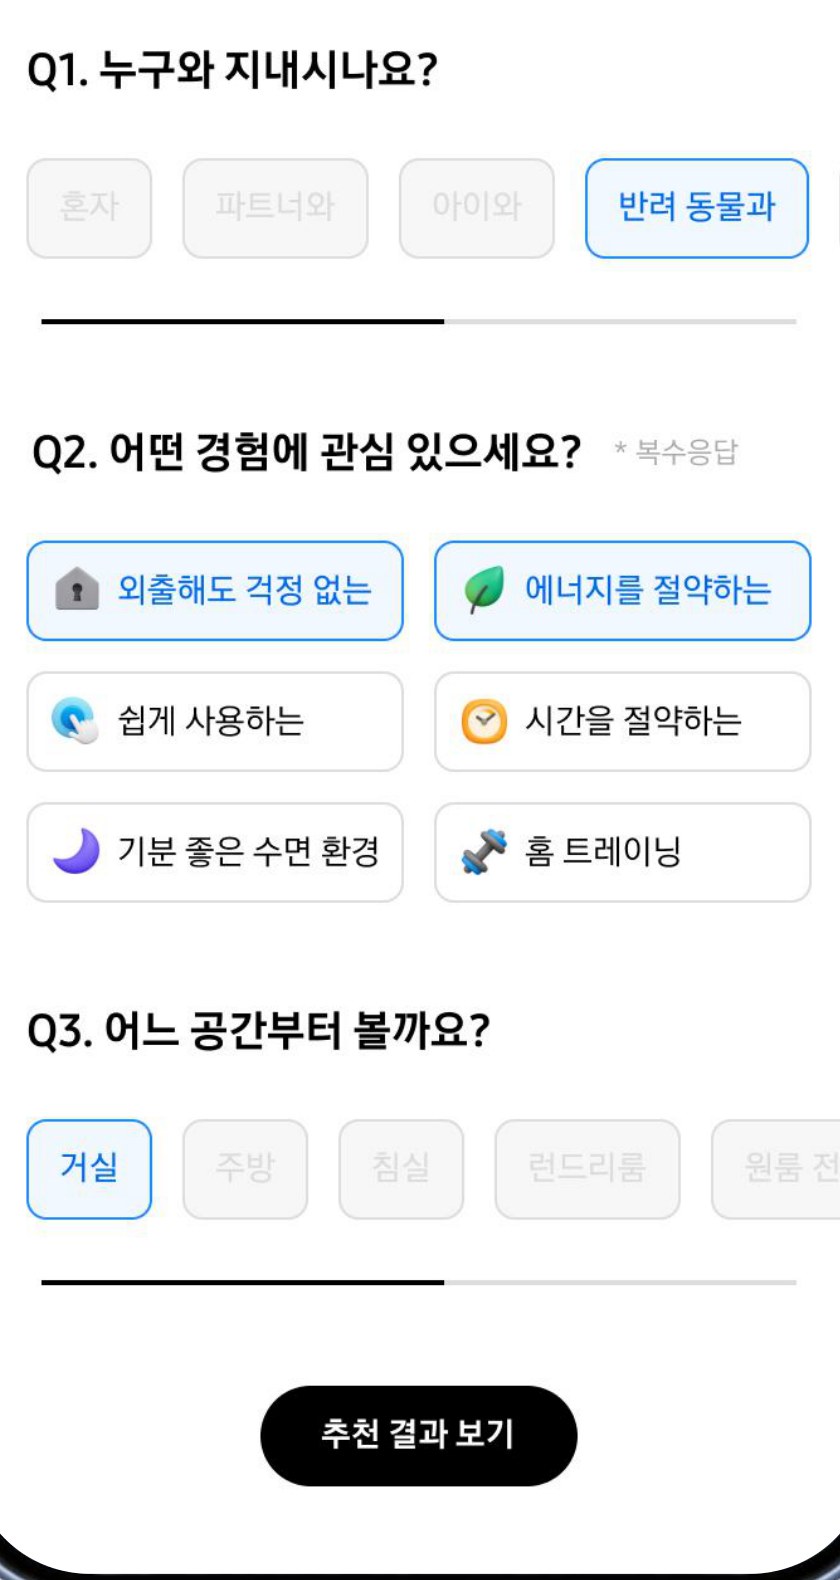 Q1. 누구와 지내시나요?
혼자 파트너와 아이와 반려 동물과
Q2. 어떤 경험에 관심 있으세요? * 복수응답
외출해도 걱정 없는 에너지를 절약하는
쉽게 사용하는 시간을 절약하는
기분 좋은 수면 환경 홈 트레이닝
Q3. 어느 공간부터 볼까요?
거실 주방 침실 런드리룸 원룸 전
추천 결과 보기